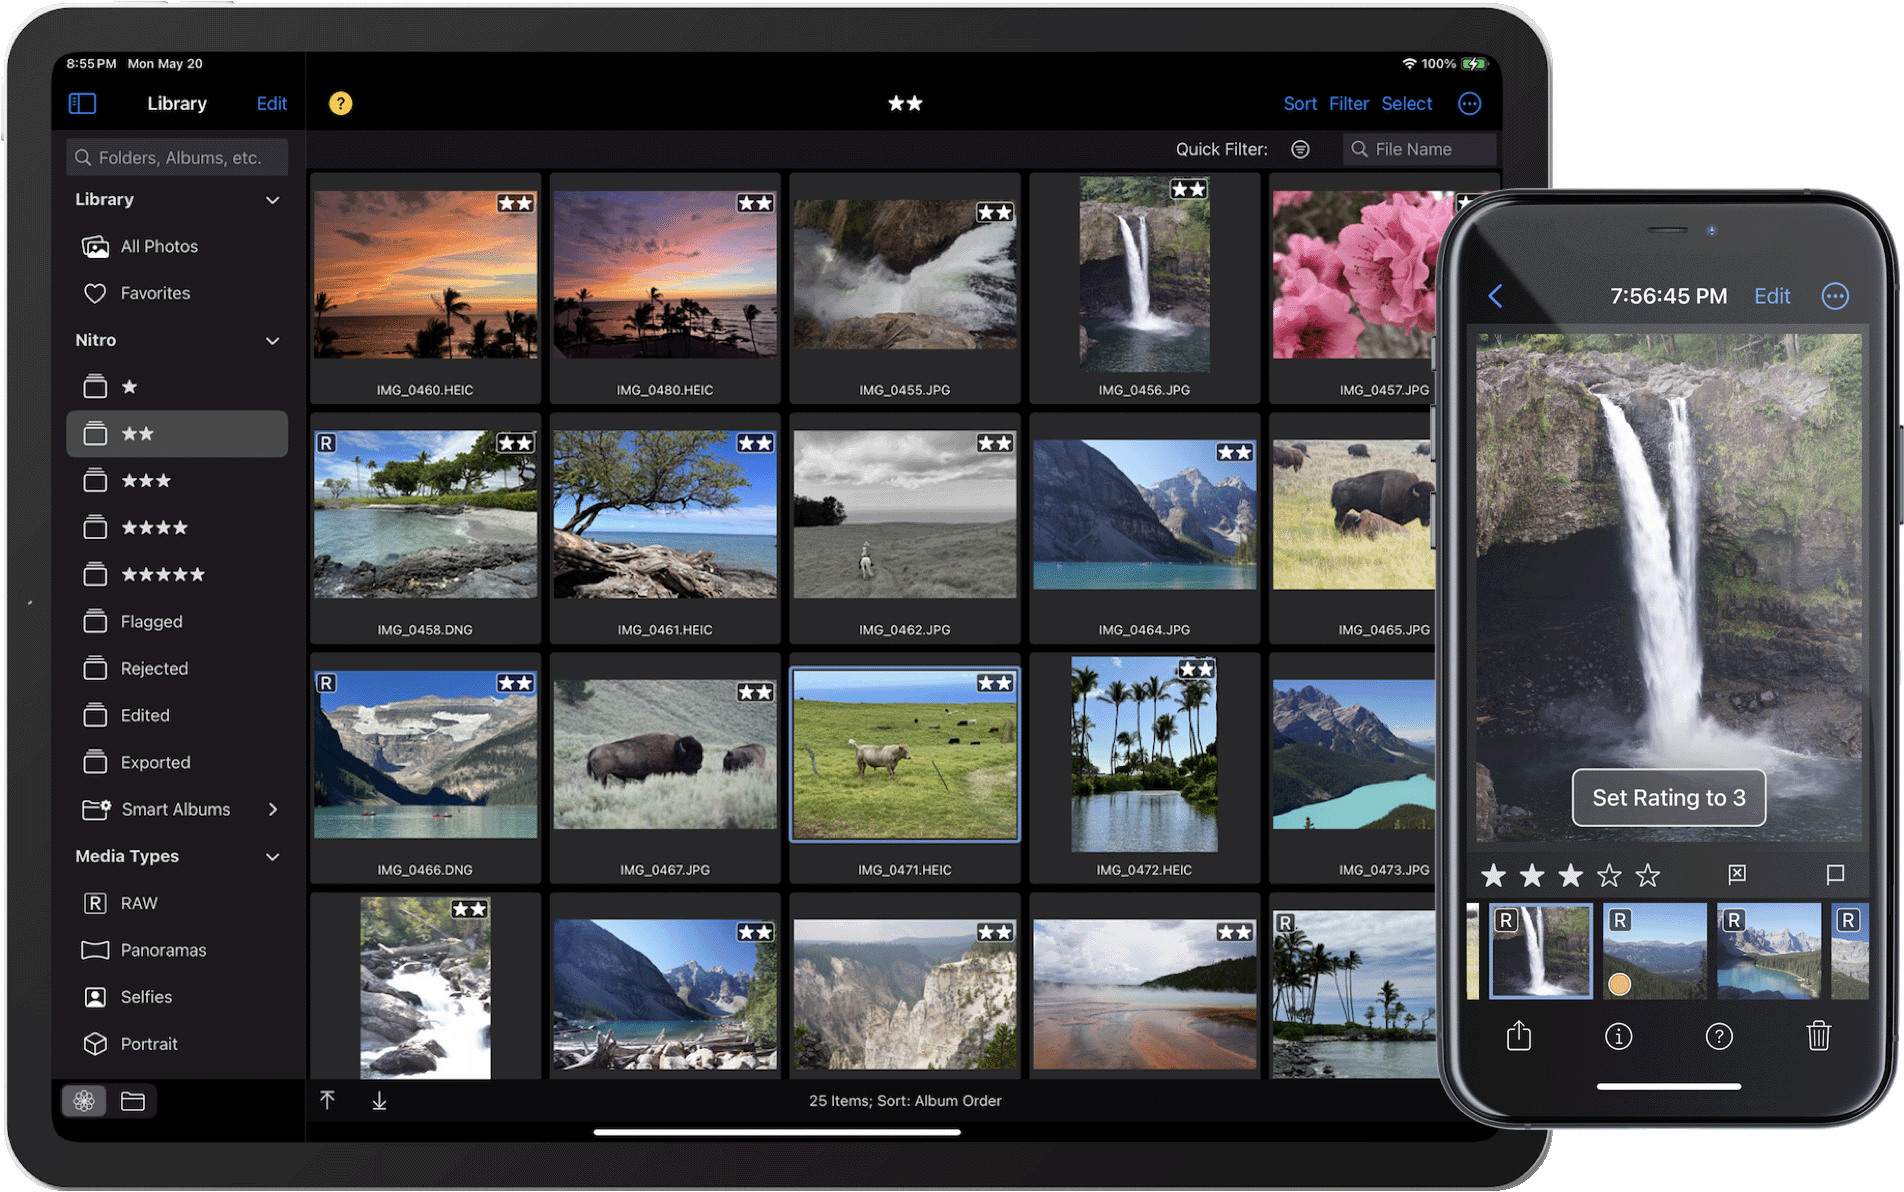 8:55 PM Mon May 20
100%
Library
Edit
?
★★
Sort Filter Select
Folders, Albums, etc.
Quick Filter:
File Name
Library
All Photos
Favorites
Nitro
★
★★
★★★
★★★★
★★★★★
Flagged
Rejected
Edited
Exported
Smart Albums
Media Types
R RAW
Panoramas
Selfies
Portrait
IMG_0460.HEIC
IMG_0480.HEIC
IMG_0455.JPG
IMG_0456.JPG
IMG_0457.JPG
R
IMG_0458.DNG
IMG_0461.HEIC
IMG_0462.JPG
IMG_0464.JPG
IMG_0465.JPG
R
IMG_0466.DNG
IMG_0467.JPG
IMG_0471.HEIC
IMG_0472.HEIC
IMG_0473.JPG
R
25 Items; Sort: Album Order
7:56:45 PM
Edit
Set Rating to 3
R
R
R
R
?